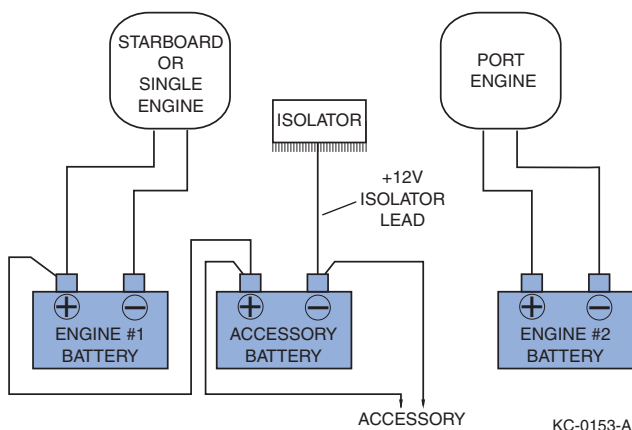 STARBOARD
OR
SINGLE
ENGINE
PORT
ENGINE
ISOLATOR
+12V
ISOLATOR
LEAD
+ −
ENGINE #1
BATTERY
+ −
ACCESSORY
BATTERY
+ −
ENGINE #2
BATTERY
ACCESSORY
KC-0153-A